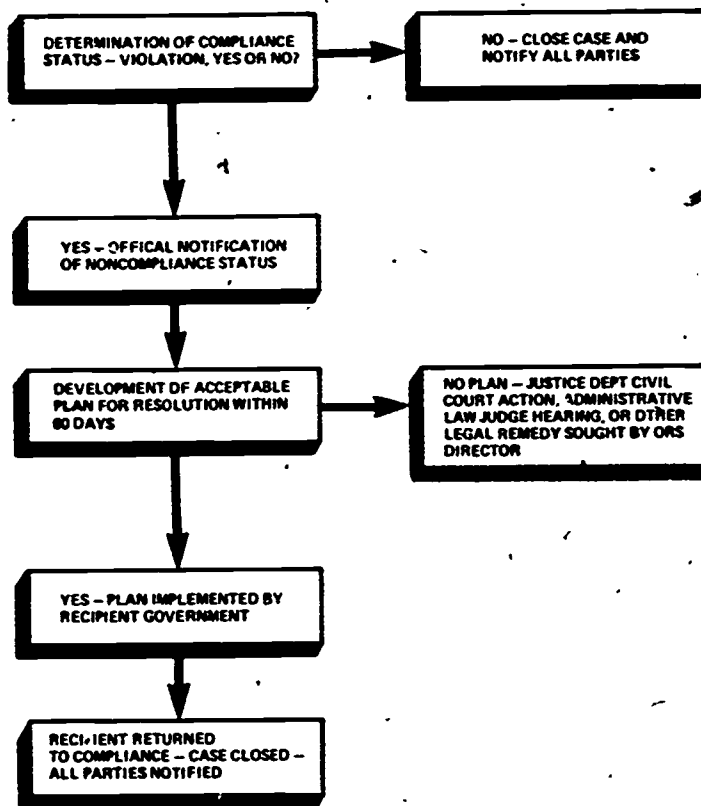 DETERMINATION OF COMPLIANCE
STATUS – VIOLATION, YES OR NO?
NO – CLOSE CASE AND
NOTIFY ALL PARTIES
YES – OFFICAL NOTIFICATION
OF NONCOMPLIANCE STATUS
DEVELOPMENT OF ACCEPTABLE
PLAN FOR RESOLUTION WITHIN
DAYS
NO PLAN – JUSTICE DEPT CIVIL
COURT ACTION, ADMINISTRATIVE
LAW JUDGE HEARING, OR OTHER
LEGAL REMEDY SOUGHT BY ORS
DIRECTOR
YES – PLAN IMPLEMENTED BY
RECIPIENT GOVERNMENT
RECIPIENT RETURNED
TO COMPLIANCE – CASE CLOSED –
ALL PARTIES NOTIFIED